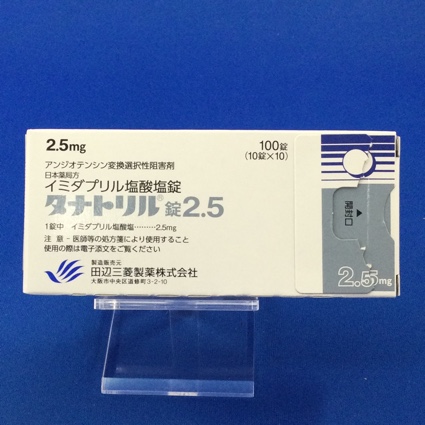 2.5mg
100錠
(10錠×10)
アンジオテンシン変換選択性阻害剤
日本薬局方
イミダプリル塩酸塩錠
タナトリル®錠2.5
1錠中 イミダプリル塩酸塩………2.5mg
注意-医師等の処方箋により使用すること
使用の際は電子添文をご覧ください
製造販売元
田辺三菱製薬株式会社
大阪市中央区道修町3-2-10
開封口
2.5mg